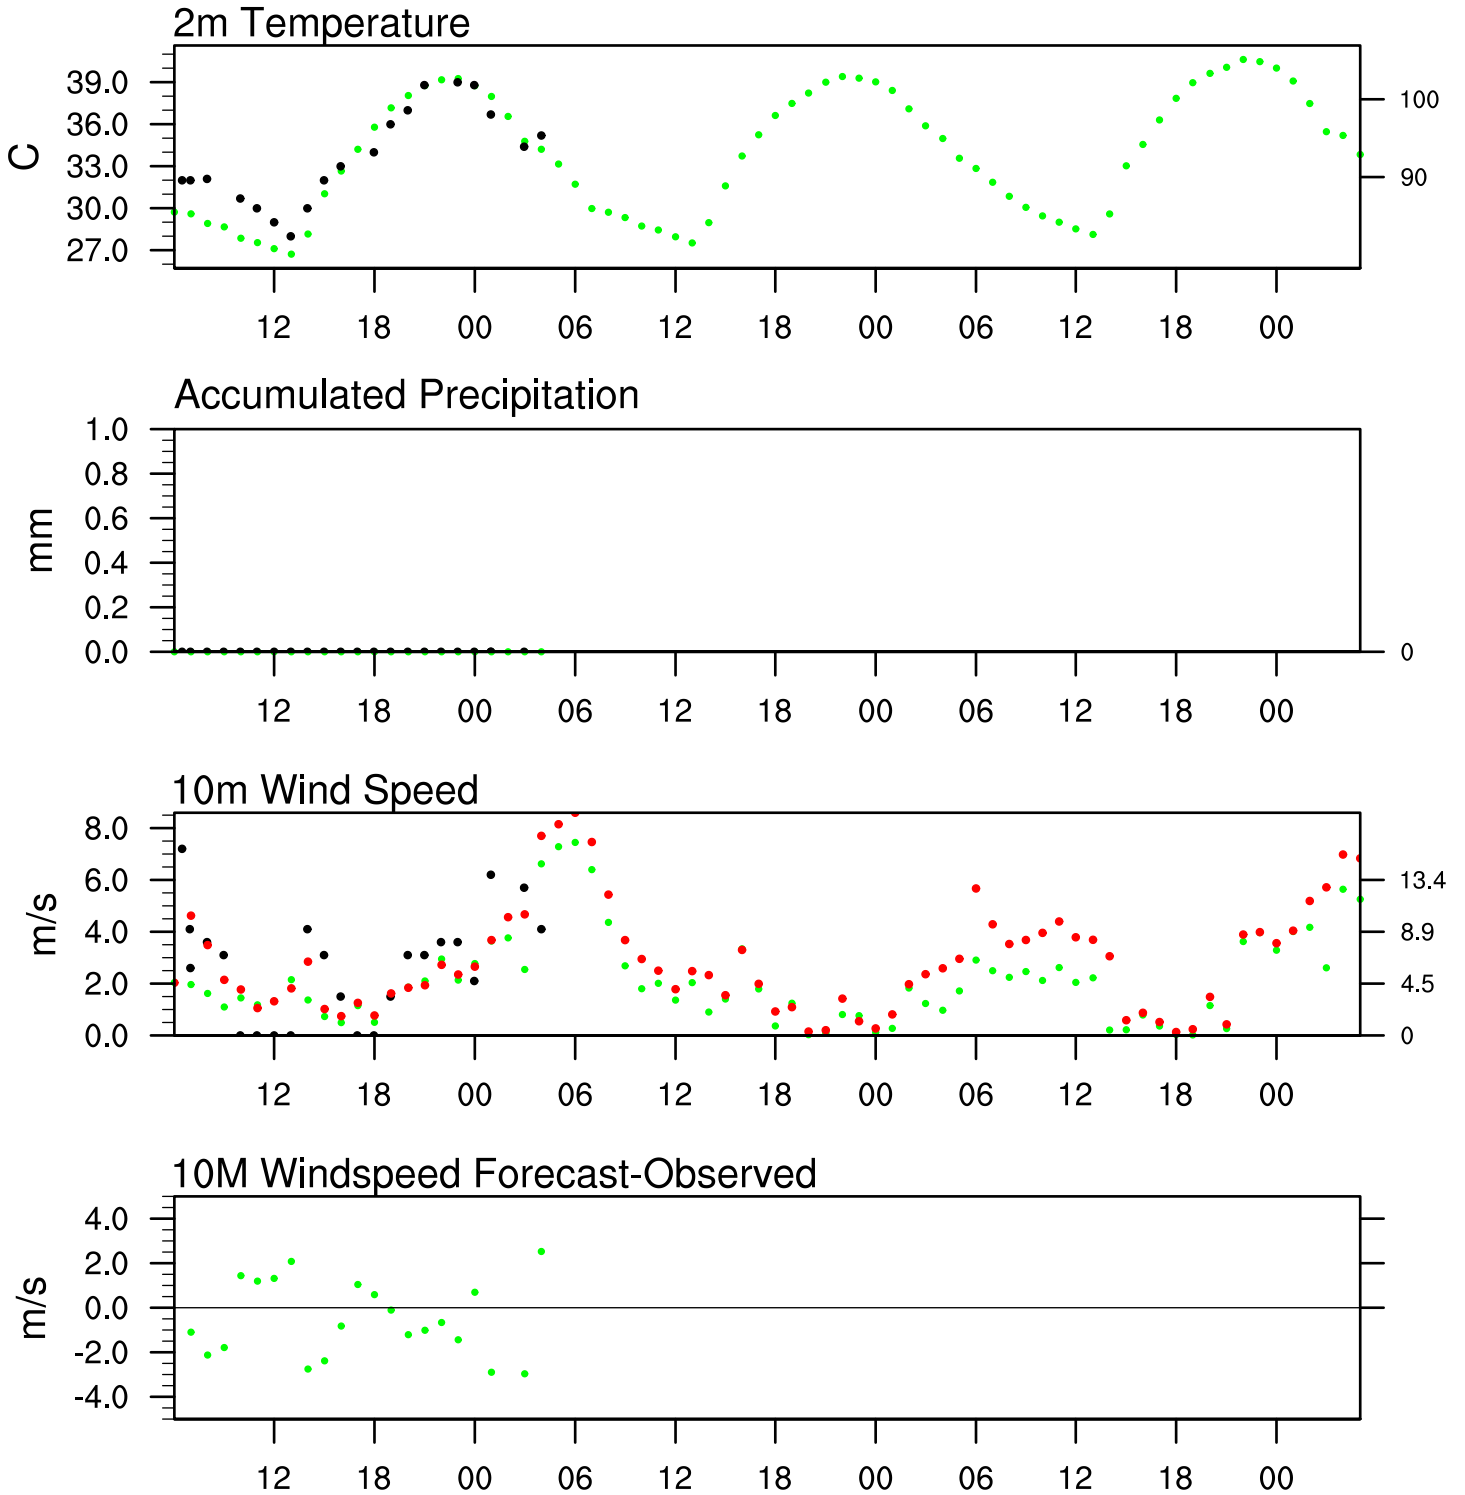 2m Temperature
39.0
36.0
33.0
30.0
27.0
C
100
90
12 18 00 06 12 18 00 06 12 18 00
Accumulated Precipitation
1.0
0.8
0.6
0.4
0.2
0.0
mm
0
12 18 00 06 12 18 00 06 12 18 00
10m Wind Speed
8.0
6.0
4.0
2.0
0.0
m/s
13.4
8.9
4.5
0
12 18 00 06 12 18 00 06 12 18 00
10M Windspeed Forecast-Observed
4.0
2.0
0.0
-2.0
-4.0
m/s
12 18 00 06 12 18 00 06 12 18 00